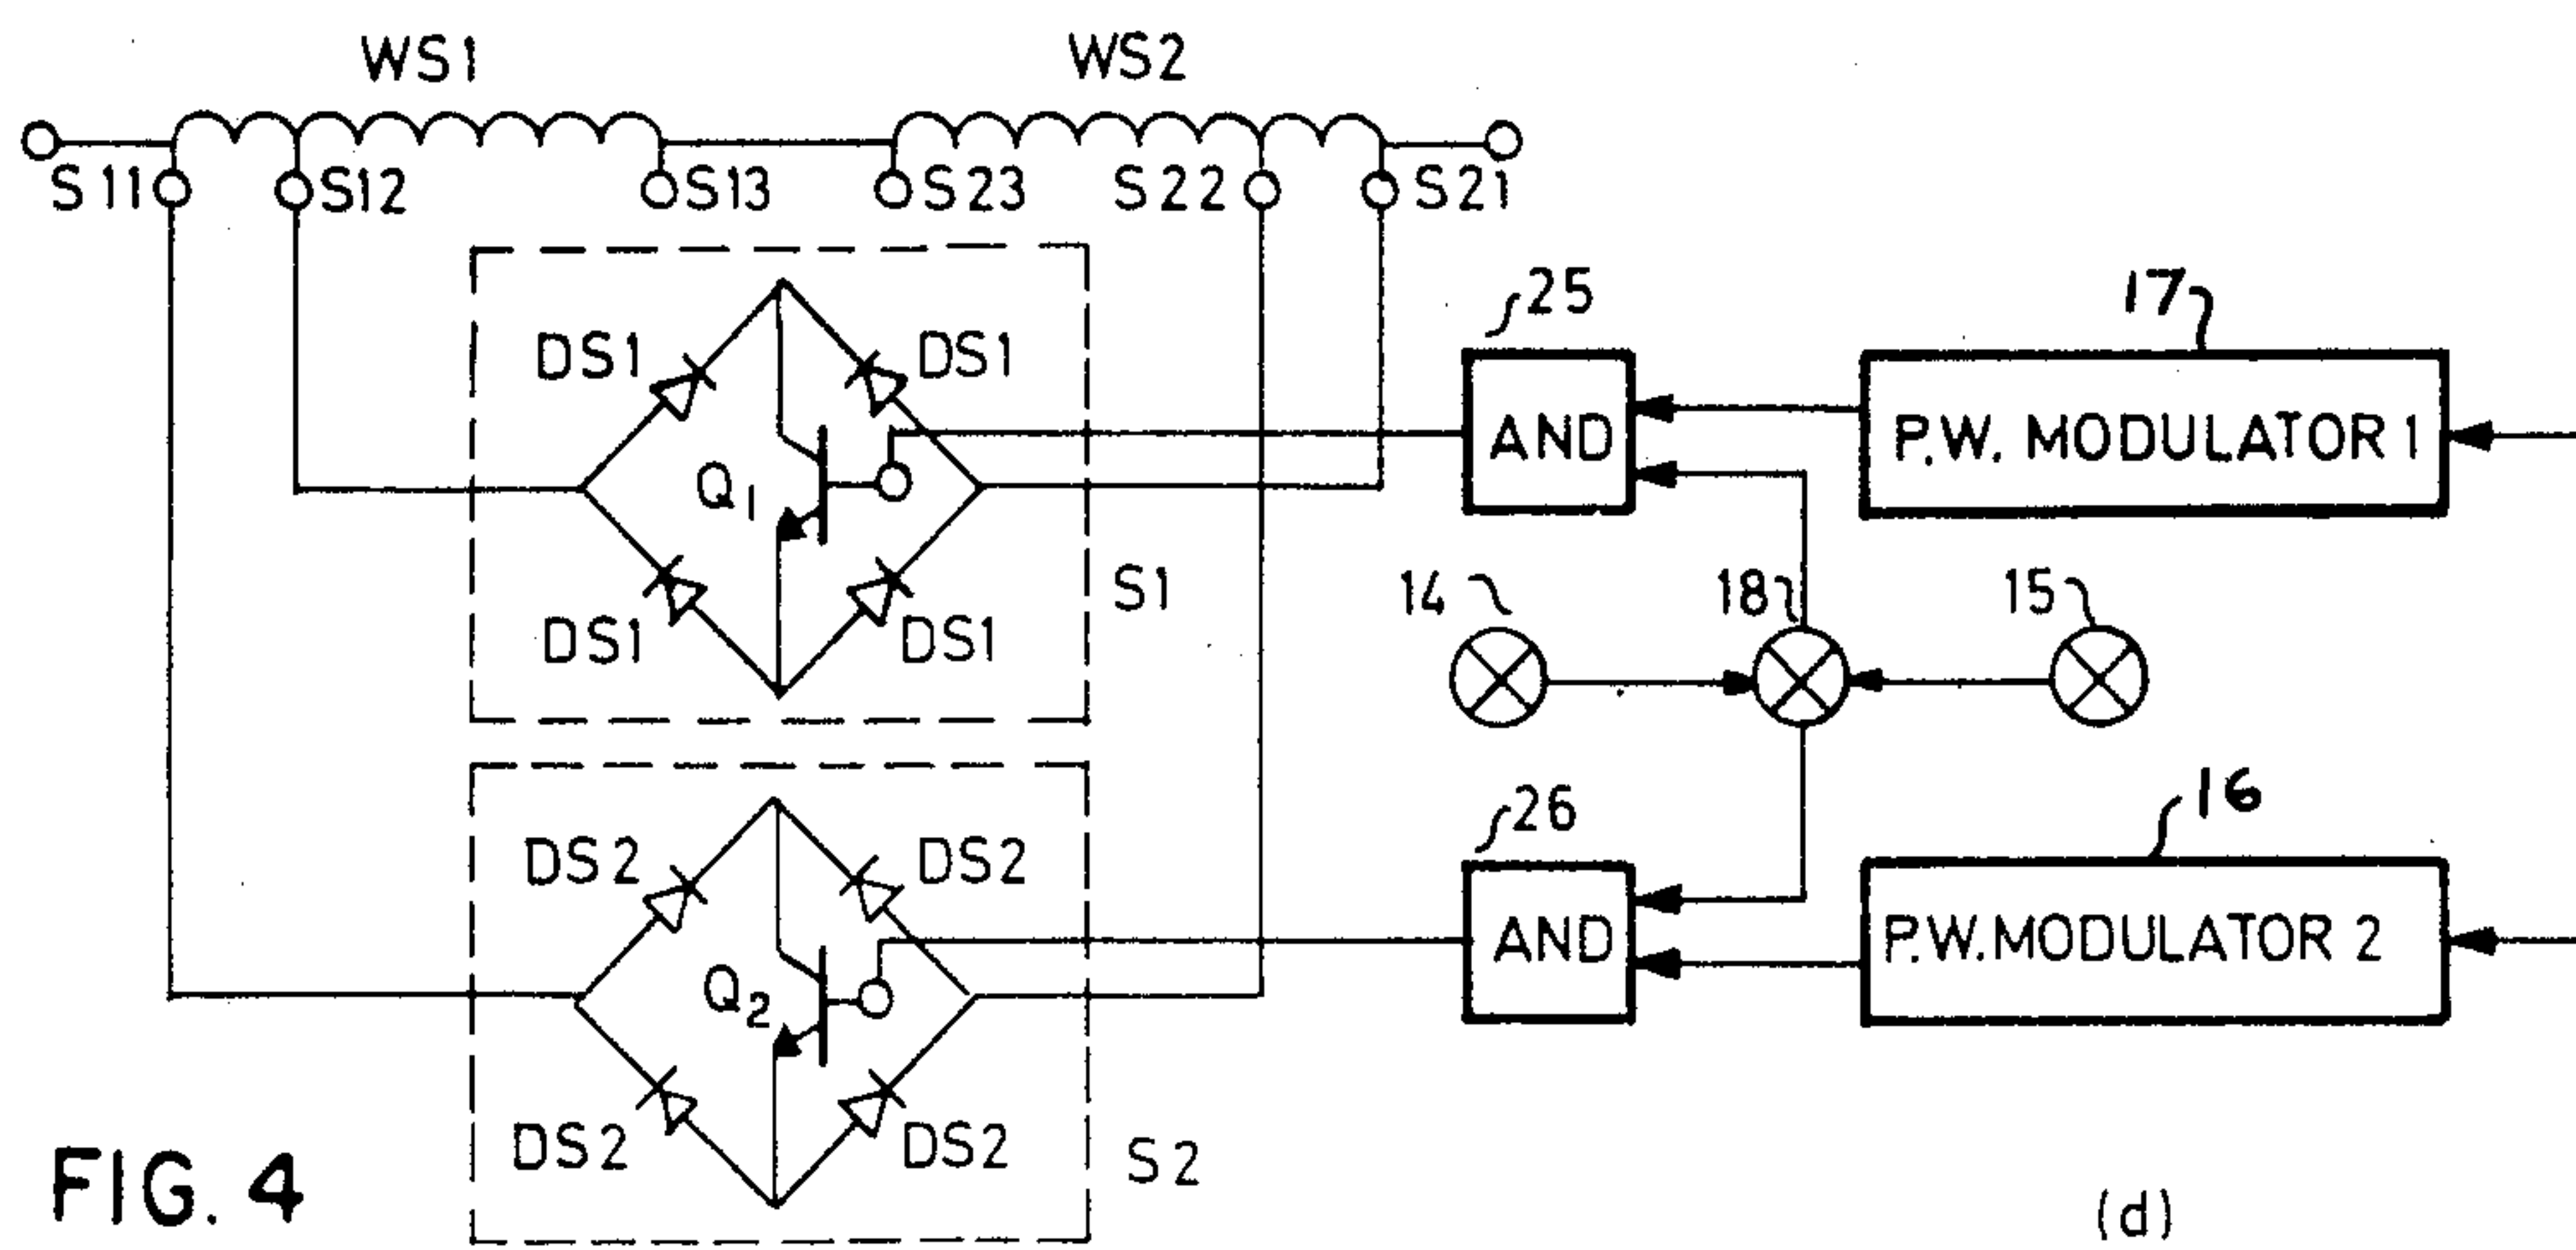 WS1 WS2
S11 S12 S13 S23 S22 S21
25 17
DS1 DS1
AND P.W. MODULATOR 1
Q1
14 18 15
S1
DS1 DS1
26 16
DS2 DS2
AND P.W. MODULATOR 2
Q2
DS2 DS2
S2
FIG. 4 (d)